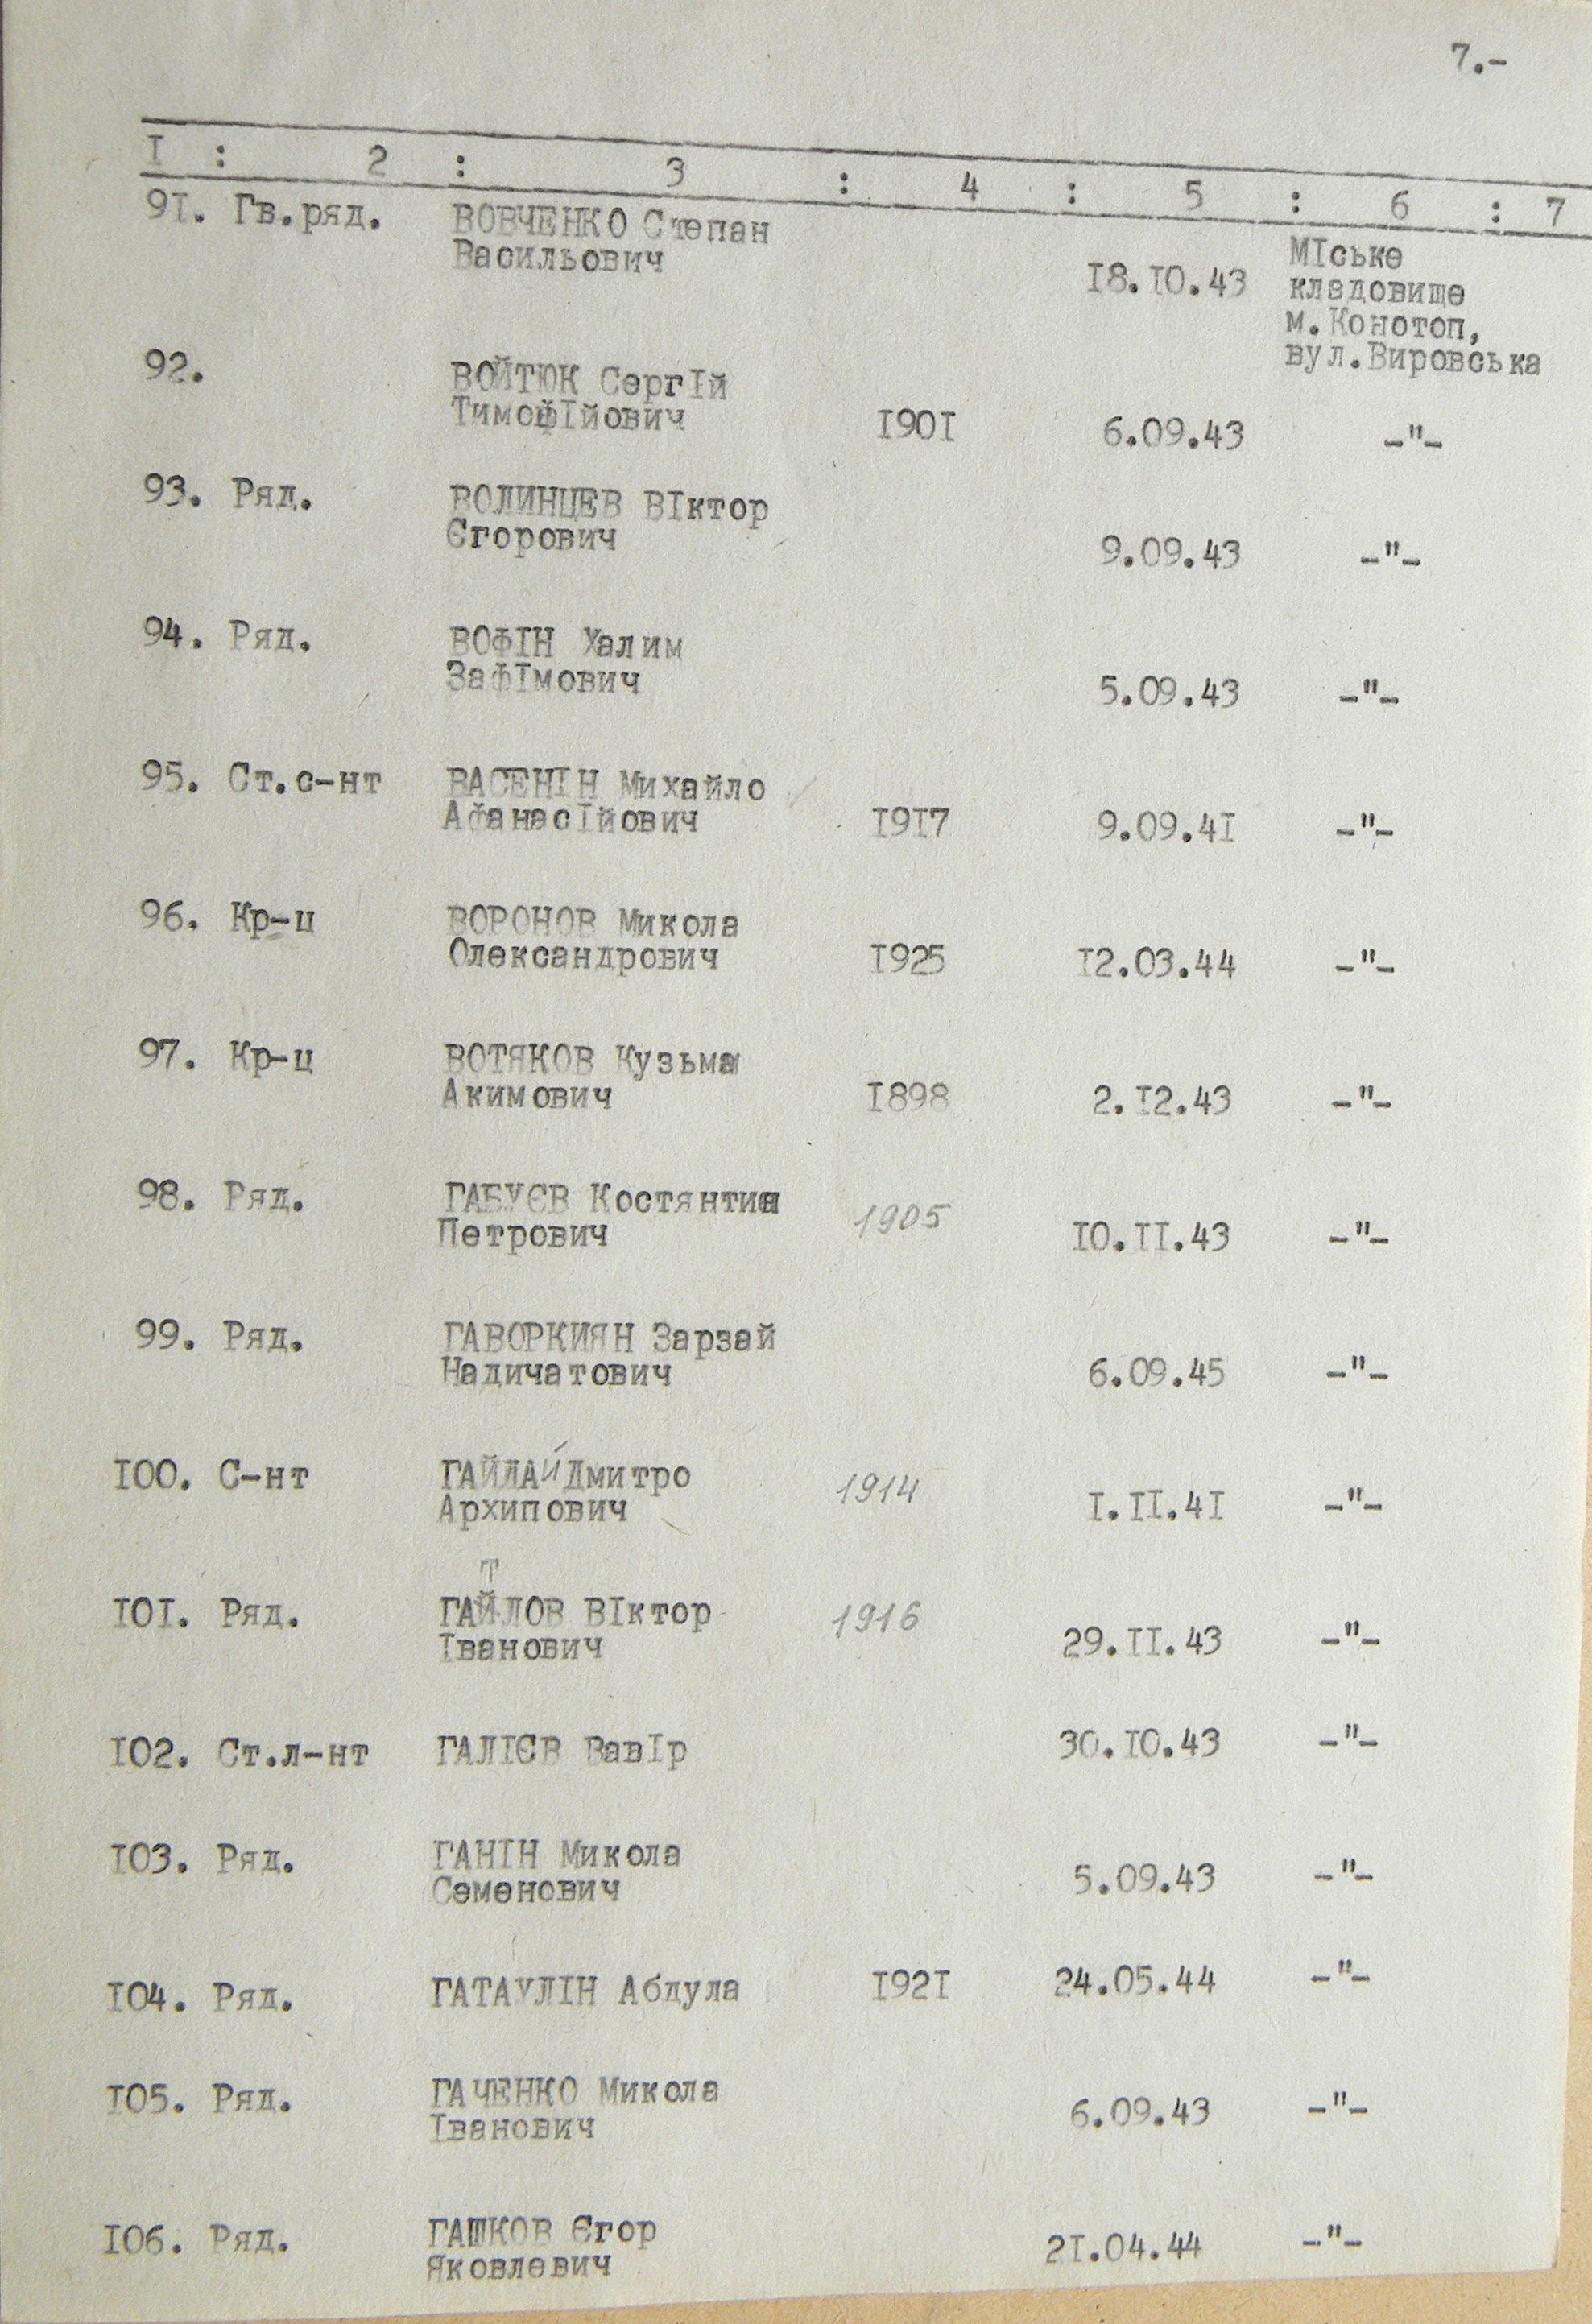 7.-
I : 2 : 3 : 4 : 5 : 6 : 7
9I. Гв.ряд. ВОВЧЕНКО Степан
Васильович 18.10.43 МІське
кладовище
м.Конотоп,
вул.Вировська
92. ВОЙТЮК СергІй
ТимофІйович I90I 6.09.43 -"-
93. Ряд. ВОЛИНЦЕВ ВІктор
Єгорович 9.09.43 -"-
94. Ряд. ВОФІН Халим
ЗафІмович 5.09.43 -"-
95. Ст.с-нт ВАСЕНІН Михайло
АфанасІйович I9I7 9.09.4I -"-
96. Кр-ц ВОРОНОВ Микола
Олександрович I925 I2.03.44 -"-
97. Кр-ц ВОТЯКОВ Кузьма
Акимович I898 2.I2.43 -"-
98. Ряд. ГАБУЄВ Костянтин
Петрович 1905 I0.II.43 -"-
99. Ряд. ГАВОРКИЯН Зарзай
Надичатович 6.09.45 -"-
I00. С-нт ГАЙДАЙ Дмитро
Архипович 1914 I.II.4I -"-
Т
I0I. Ряд. ГАЙЛОВ ВІктор
Іванович 1916 29.II.43 -"-
I02. Ст.л-нт ГАЛІЄВ ВавІр 30.I0.43 -"-
I03. Ряд. ГАНІН Микола
Семенович 5.09.43 -"-
I04. Ряд. ГАТАУЛІН Абдула I92I 24.05.44 -"-
I05. Ряд. ГАЧЕНКО Микола
Іванович 6.09.43 -"-
I06. Ряд. ГАШКОВ Єгор
Яковлевич 2I.04.44 -"-